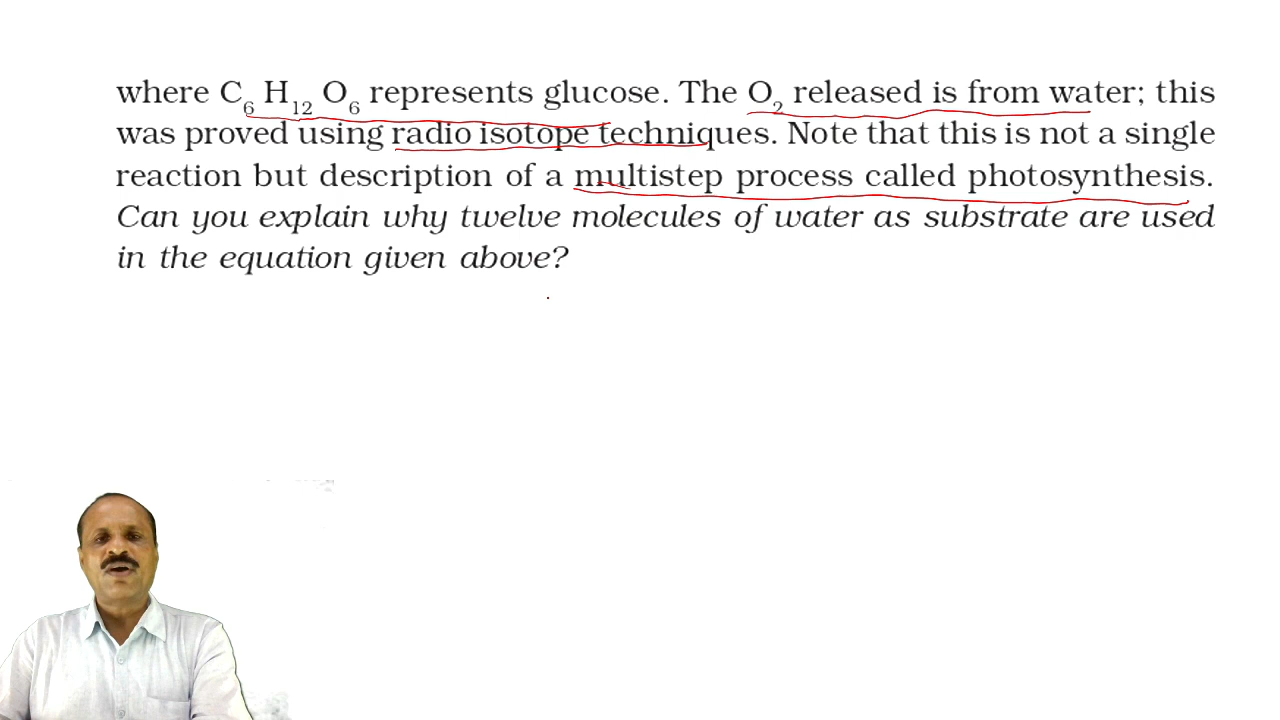 where C₆ H₁₂ O₆ represents glucose. The O₂ released is from water; this
was proved using radio isotope techniques. Note that this is not a single
reaction but description of a multistep process called photosynthesis.
Can you explain why twelve molecules of water as substrate are used
in the equation given above?